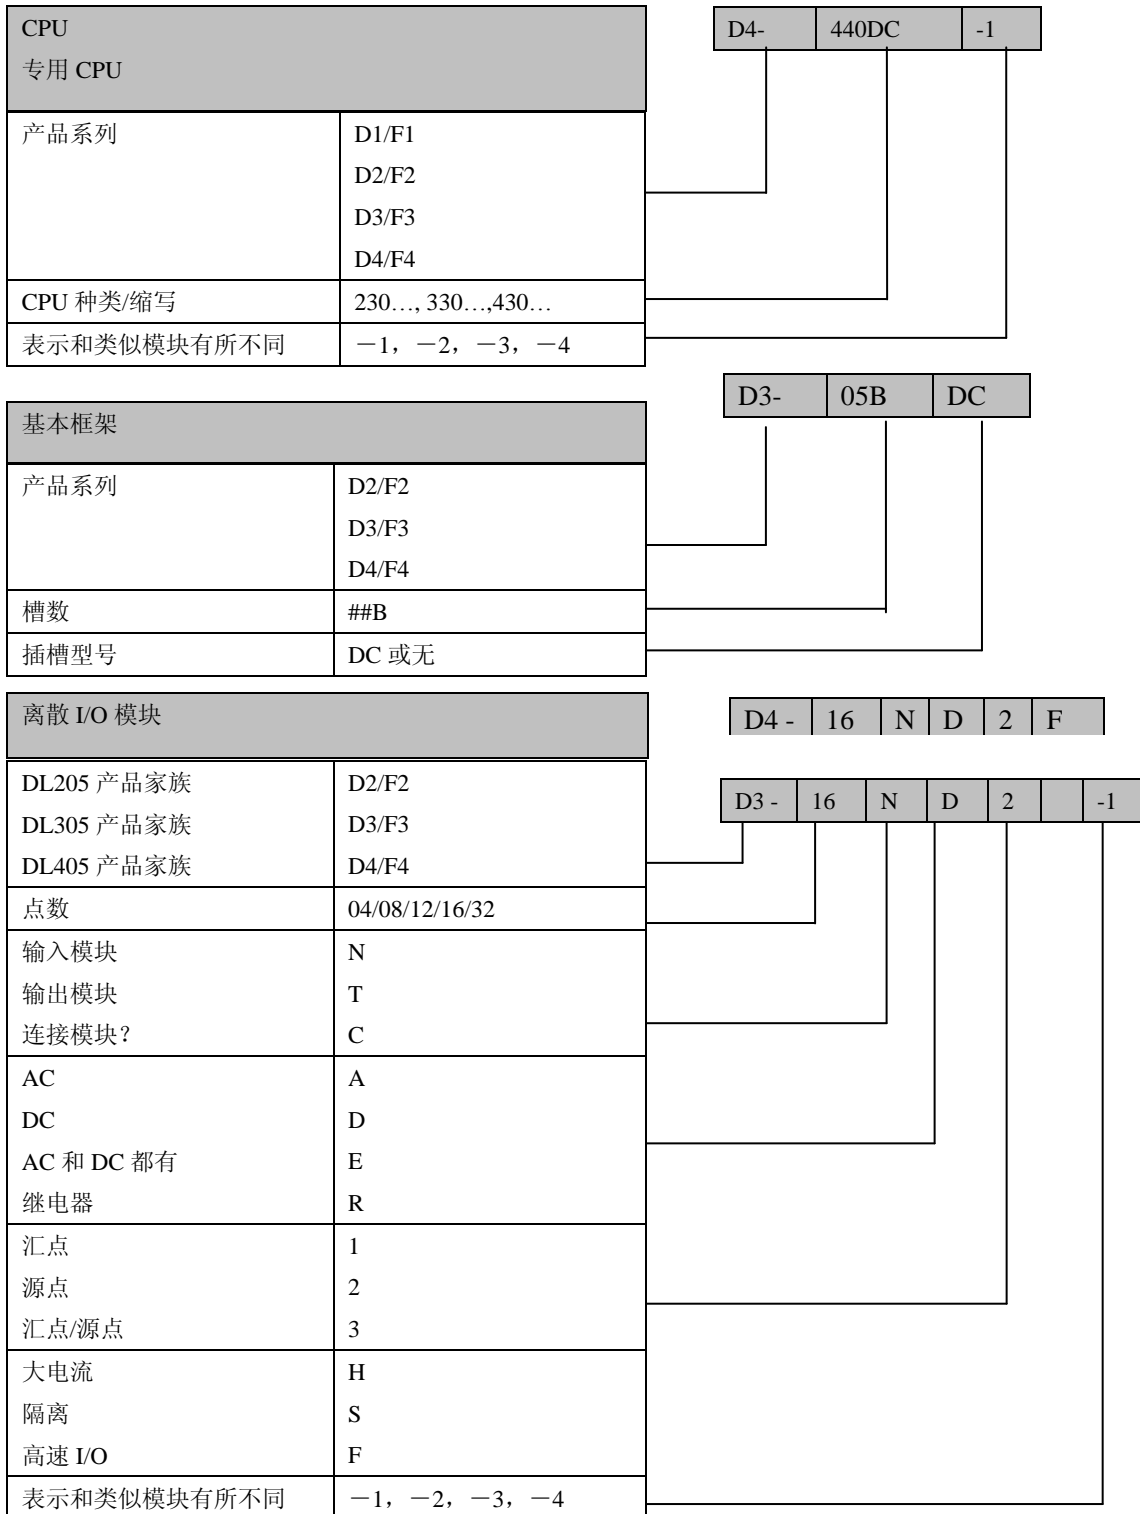 CPU
专用 CPU
D4- 440DC -1
产品系列 D1/F1
D2/F2
D3/F3
D4/F4
CPU 种类/缩写 230…, 330…,430…
表示和类似模块有所不同 －1，－2，－3，－4
D3- 05B DC
基本框架
产品系列 D2/F2
D3/F3
D4/F4
槽数 ##B
插槽型号 DC 或无
离散 I/O 模块
D4 - 16 N D 2 F
DL205 产品家族 D2/F2
D3 - 16 N D 2 -1
DL305 产品家族 D3/F3
DL405 产品家族 D4/F4
点数 04/08/12/16/32
输入模块 N
输出模块 T
连接模块? C
AC A
DC D
AC 和 DC 都有 E
继电器 R
汇点 1
源点 2
汇点/源点 3
大电流 H
隔离 S
高速 I/O F
表示和类似模块有所不同 －1，－2，－3，－4